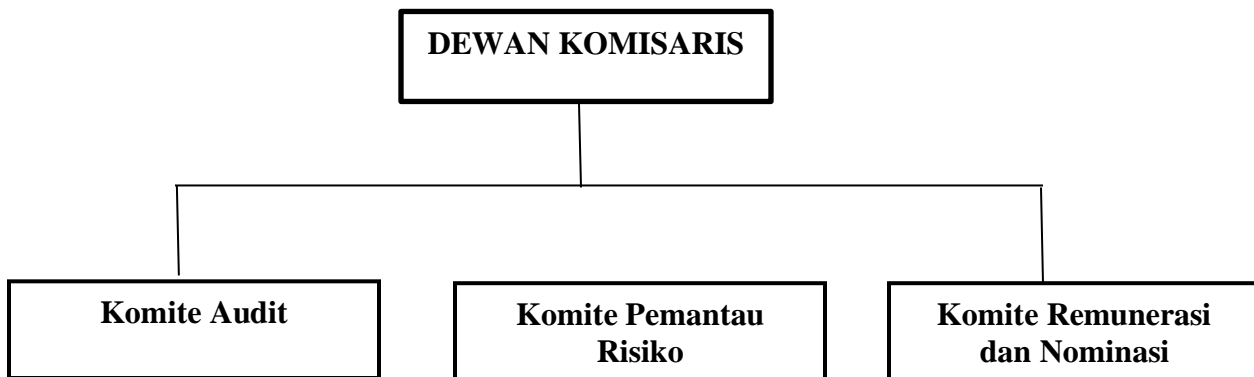 DEWAN KOMISARIS
Komite Audit
Komite Pemantau
Risiko
Komite Remunerasi
dan Nominasi